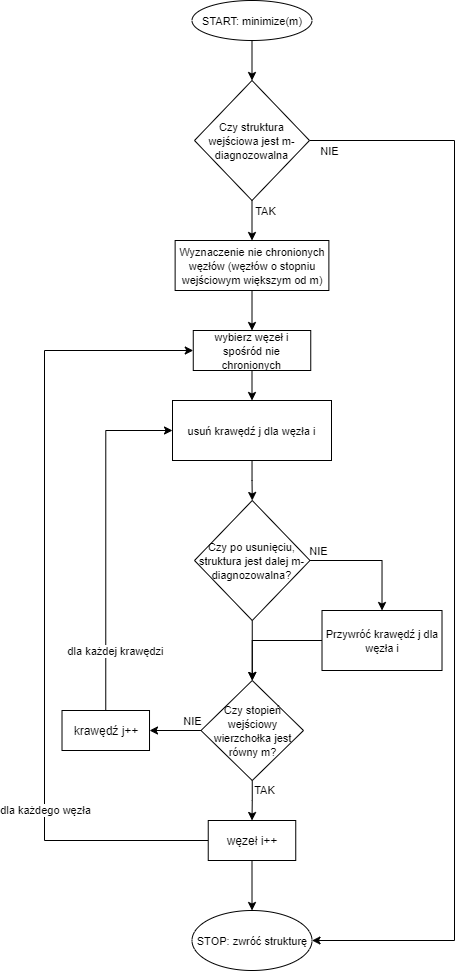 START: minimize(m)
Czy struktura
wejściowa jest m-
diagnozowalna
NIE
TAK
Wyznaczenie nie chronionych
węzłów (węzłów o stopniu
wejściowym większym od m)
wybierz węzeł i
spośród nie
chronionych
usuń krawędź j dla węzła i
Czy po usunięciu,
struktura jest dalej m-
diagnozowalna?
NIE
Przywróć krawędź j dla
węzła i
dla każdej krawędzi
Czy stopień
wejściowy
wierzchołka jest
równy m?
NIE
krawędź j++
TAK
dla każdego węzła
węzeł i++
STOP: zwróć strukturę